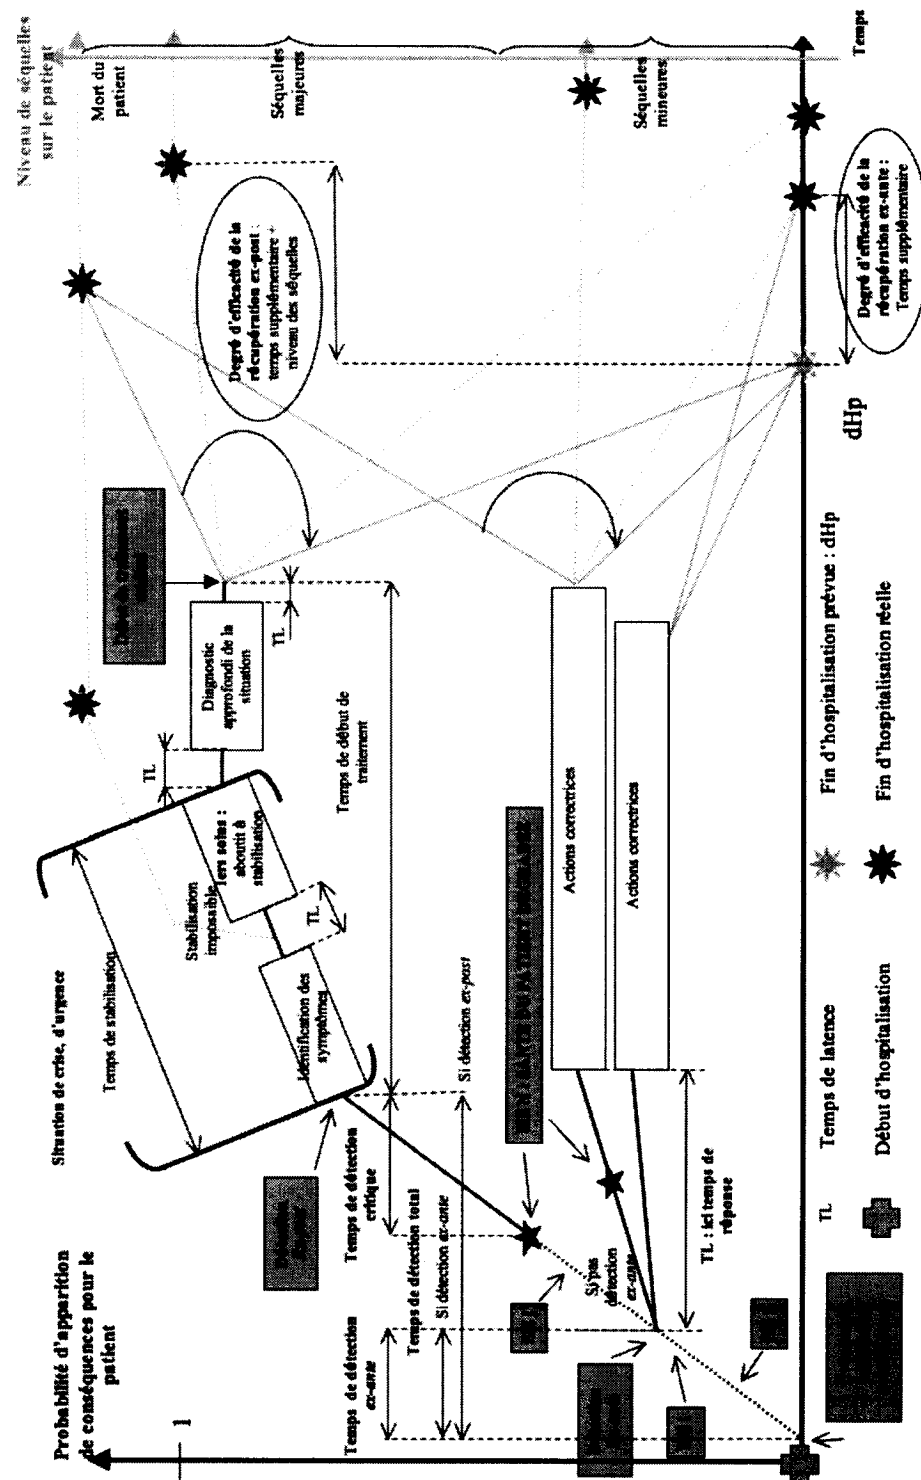 Probabilité d'apparition
de conséquences pour le
patient
1
Niveau de séquelles
sur le patient
Mort du
patient
Séquelles
majeures
Séquelles
mineures
Temps
Situation de crise, d'urgence
Temps de stabilisation
Stabilisation
impossible
Identification des
symptômes
TL
1ers soins :
aboutit à
stabilisation
TL
Diagnostic
approfondi de la
situation
TL
Degré d'efficacité de la
récupération ex-post :
temps supplémentaire +
niveau des séquelles
Temps de début de
traitement
Temps de détection
critique
Si détection ex-post
Temps de détection
ex-ante
Temps de détection total
Si détection ex-ante
Si pas
détection
ex-ante
Actions correctrices
Actions correctrices
TL : ici temps de
réponse
dHp
Degré d'efficacité de la
récupération ex-ante :
Temps supplémentaire
TL
Temps de latence
Fin d'hospitalisation prévue : dHp
Début d'hospitalisation
Fin d'hospitalisation réelle